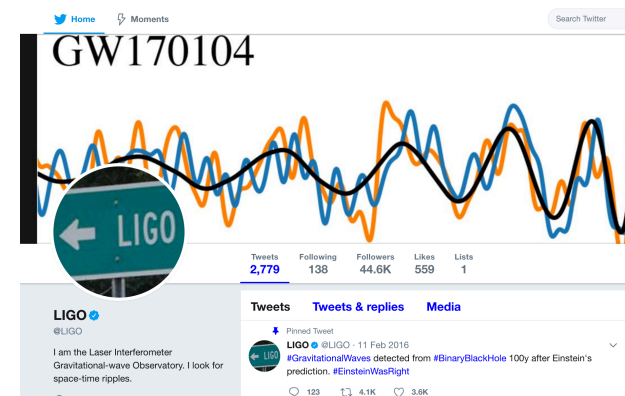 Home Moments Search Twitter
GW170104
LIGO
Tweets Following Followers Likes Lists
2,779 138 44.6K 559 1
LIGO
@LIGO
I am the Laser Interferometer
Gravitational-wave Observatory. I look for
space-time ripples.
Tweets Tweets & replies Media
Pinned Tweet
LIGO
LIGO @LIGO · 11 Feb 2016
#GravitationalWaves detected from #BinaryBlackHole 100y after Einstein's
prediction. #EinsteinWasRight
123 4.1K 3.6K